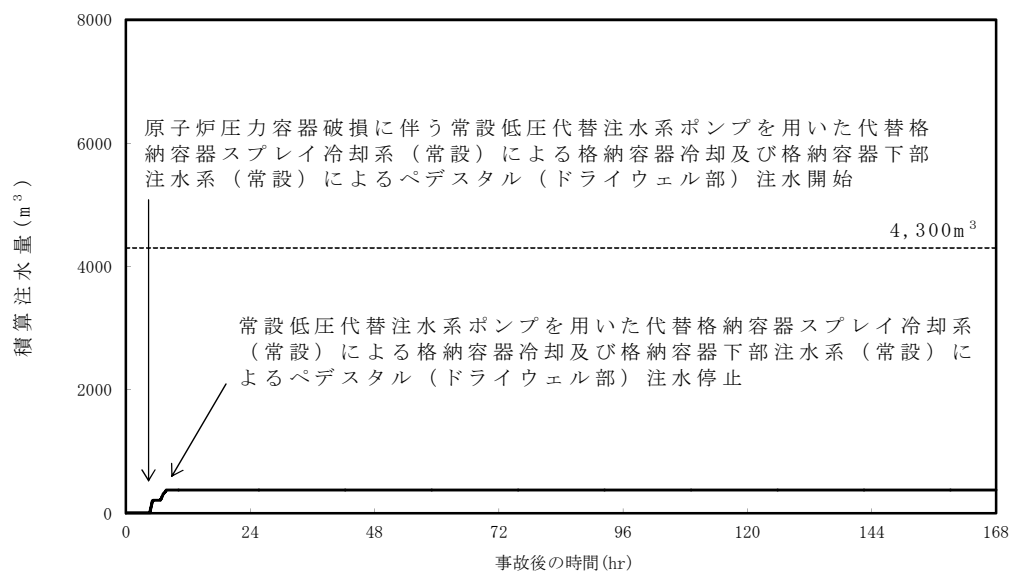 8000
6000
4000
2000
0
積算注水量(m³)
原子炉圧力容器破損に伴う常設低圧代替注水系ポンプを用いた代替格
納容器スプレイ冷却系(常設)による格納容器冷却及び格納容器下部
注水系(常設)によるペデスタル(ドライウェル部)注水開始
4,300m³
常設低圧代替注水系ポンプを用いた代替格納容器スプレイ冷却系
(常設)による格納容器冷却及び格納容器下部注水系(常設)に
よるペデスタル(ドライウェル部)注水停止
0 24 48 72 96 120 144 168
事故後の時間(hr)